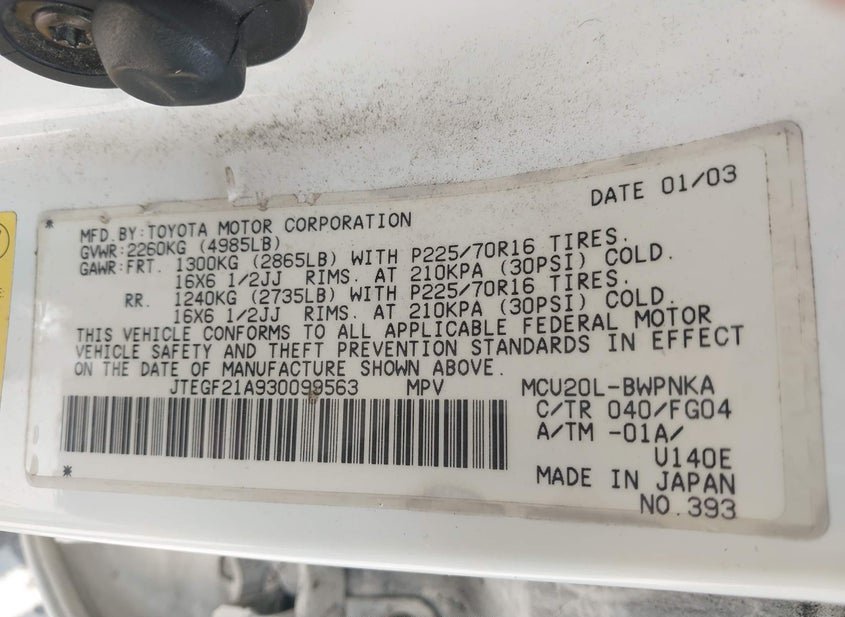 DATE 01/03
MFD.BY:TOYOTA MOTOR CORPORATION
GVWR:2260KG (4985LB)
GAWR:FRT. 1300KG (2865LB) WITH P225/70R16 TIRES.
16X6 1/2JJ RIMS. AT 210KPA (30PSI) COLD.
RR. 1240KG (2735LB) WITH P225/70R16 TIRES.
16X6 1/2JJ RIMS. AT 210KPA (30PSI) COLD.
THIS VEHICLE CONFORMS TO ALL APPLICABLE FEDERAL MOTOR
VEHICLE SAFETY AND THEFT PREVENTION STANDARDS IN EFFECT
ON THE DATE OF MANUFACTURE SHOWN ABOVE.
JTEGF21A930099563 MPV MCU20L-BWPNKA
C/TR 040/FG04
A/TM -01A/
U140E
MADE IN JAPAN
NO.393